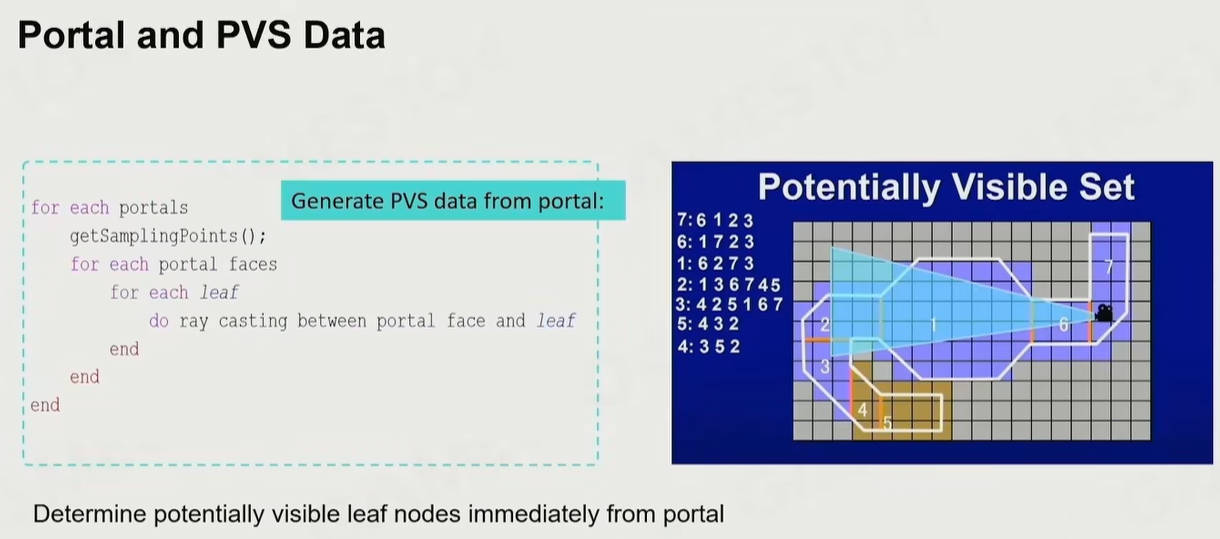 Portal and PVS Data
Generate PVS data from portal:
for each portals
getSamplingPoints();
for each portal faces
for each leaf
do ray casting between portal face and leaf
end
end
end
Potentially Visible Set
7:6 1 2 3
6: 1 7 2 3
1: 6 2 7 3
2: 1 3 6 7 4 5
3: 4 2 5 1 6 7
5: 4 3 2
4: 3 5 2
7
2
1
6
3
4
5
Determine potentially visible leaf nodes immediately from portal